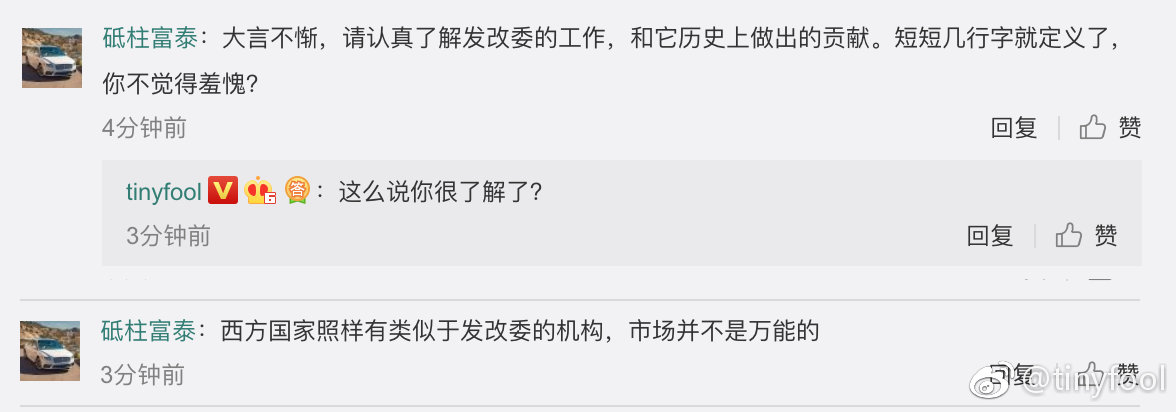 砥柱富泰：大言不惭，请认真了解发改委的工作，和它历史上做出的贡献。短短几行字就定义了，
你不觉得羞愧？
4分钟前 回复 赞
tinyfool V 6 答：这么说你很了解了？
3分钟前 回复 赞
砥柱富泰：西方国家照样有类似于发改委的机构，市场并不是万能的
3分钟前 回复 赞
@tinyfool